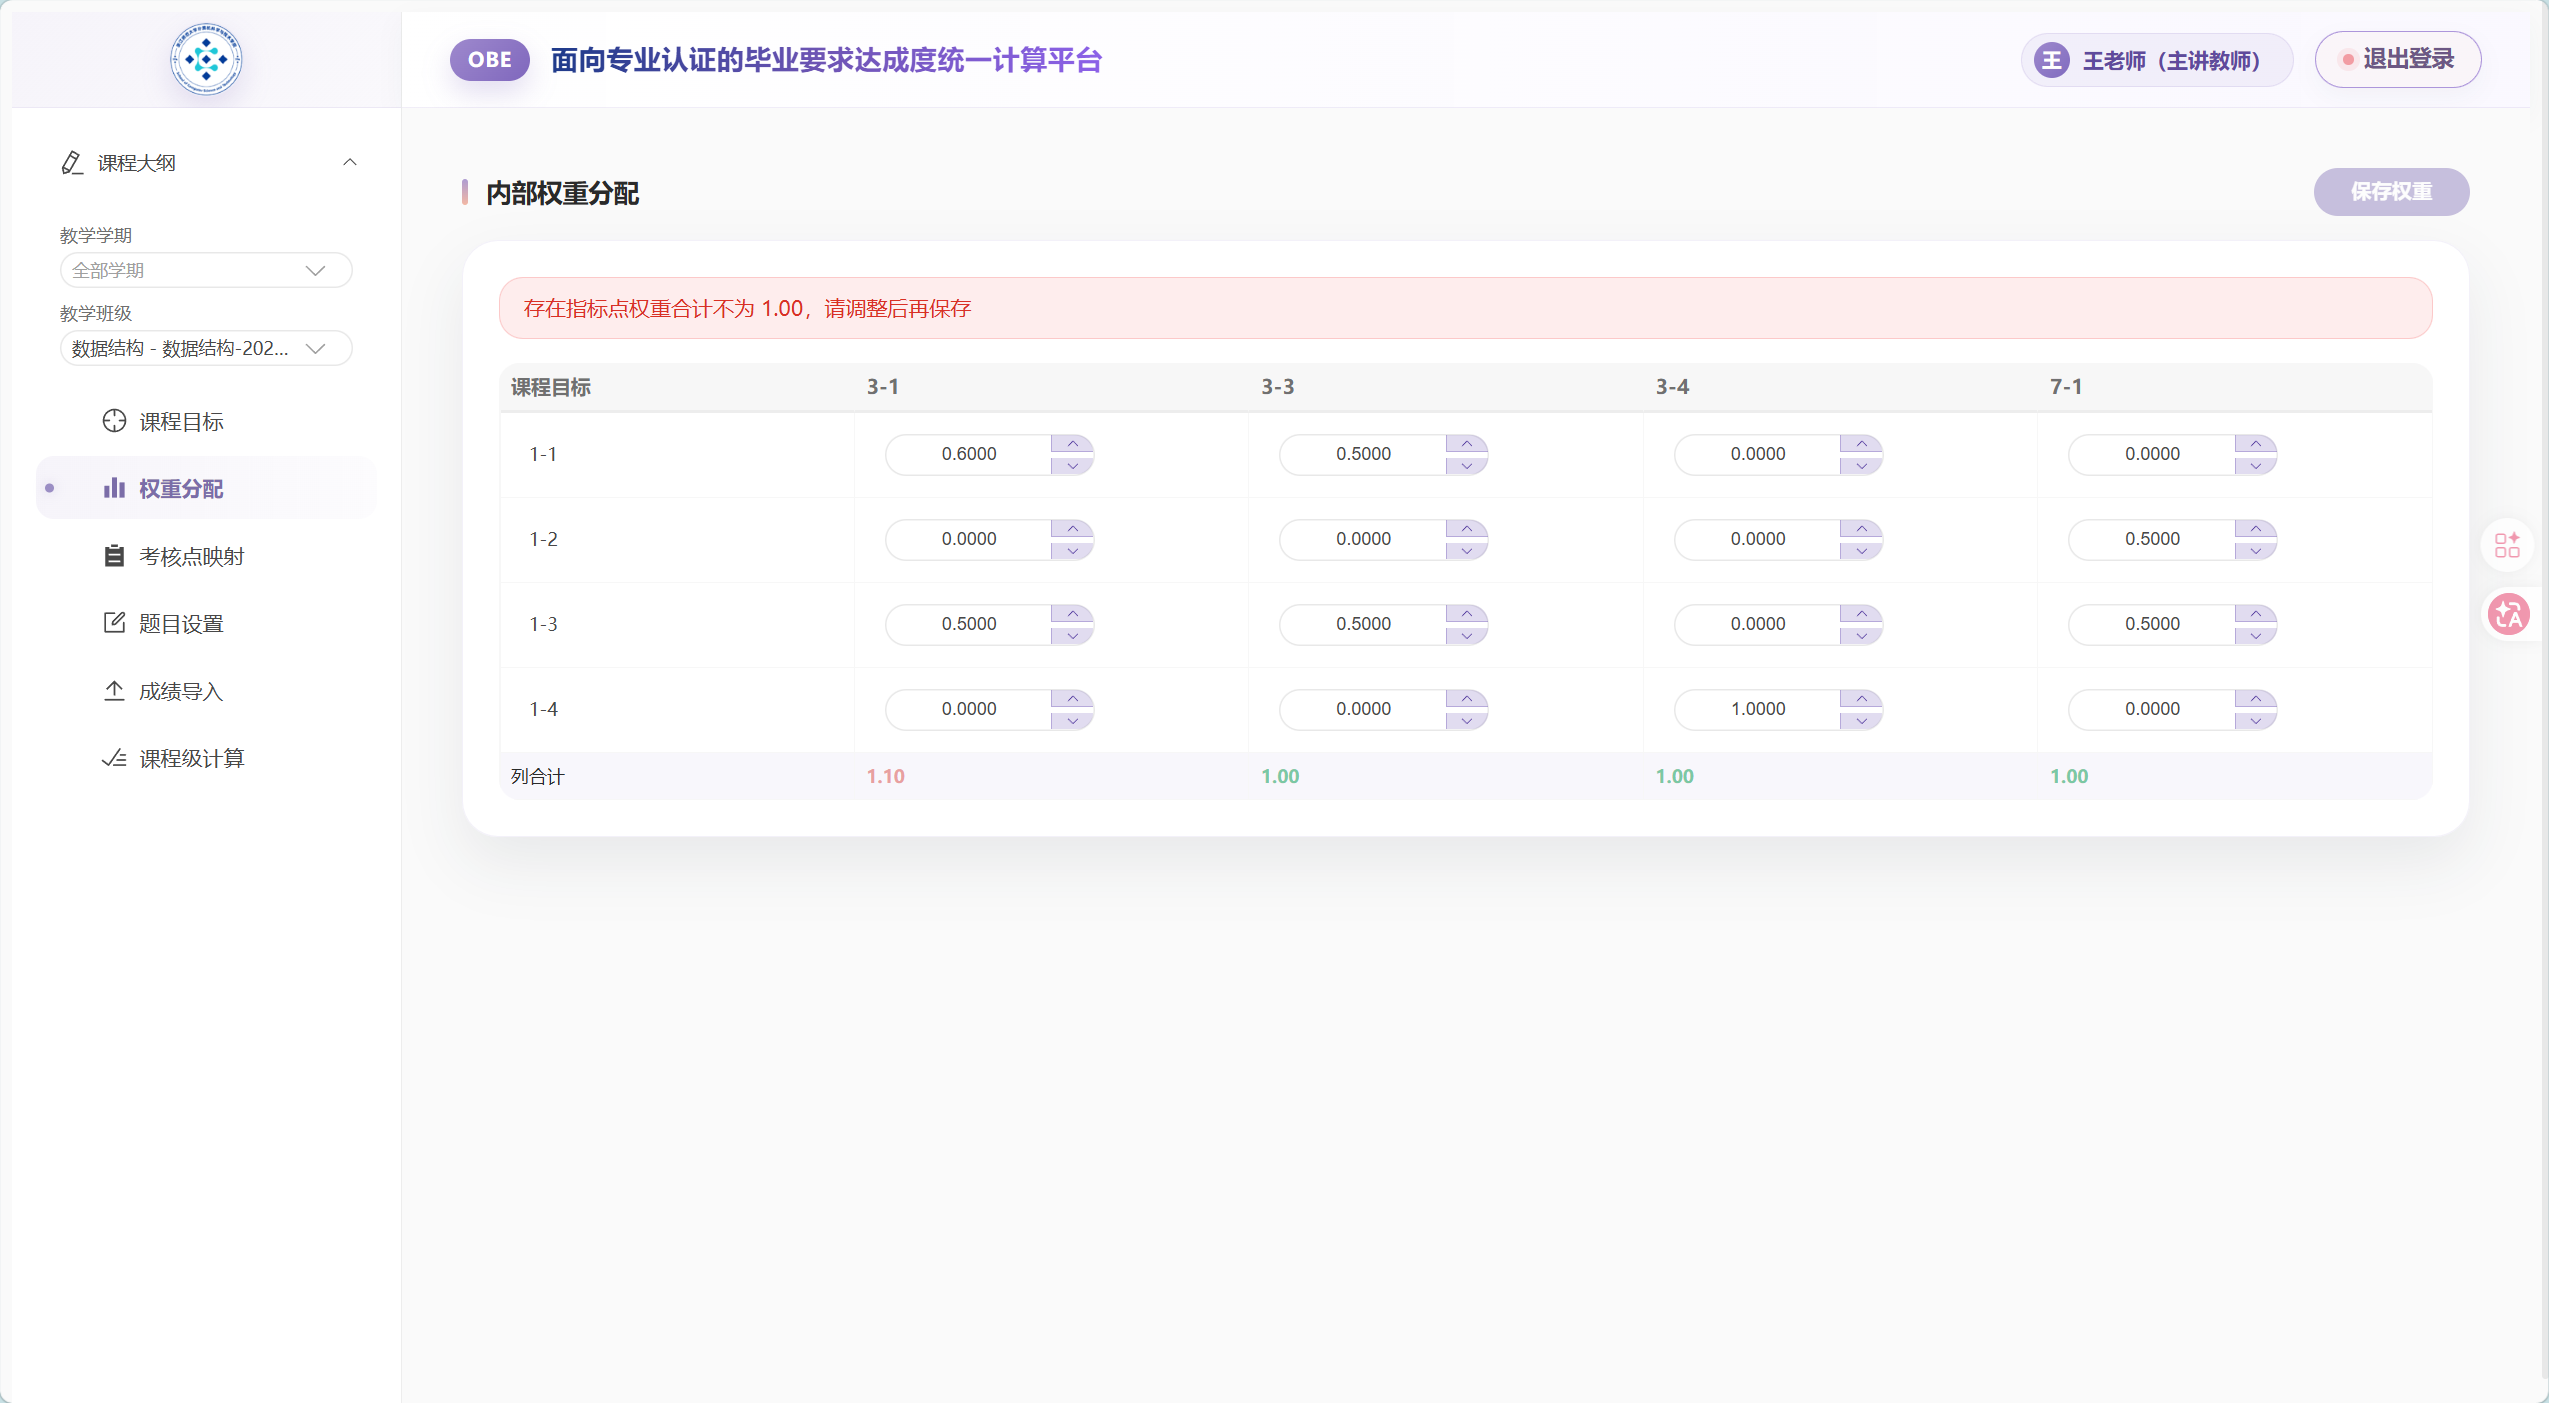 OBE 面向专业认证的毕业要求达成度统一计算平台
王 王老师（主讲教师）
退出登录
课程大纲
教学学期
全部学期
教学班级
数据结构 - 数据结构-202...
课程目标
权重分配
考核点映射
题目设置
成绩导入
课程级计算
内部权重分配
保存权重
存在指标点权重合计不为 1.00，请调整后再保存
课程目标 3-1 3-3 3-4 7-1
1-1 0.6000 0.5000 0.0000 0.0000
1-2 0.0000 0.0000 0.0000 0.5000
1-3 0.5000 0.5000 0.0000 0.5000
1-4 0.0000 0.0000 1.0000 0.0000
列合计 1.10 1.00 1.00 1.00